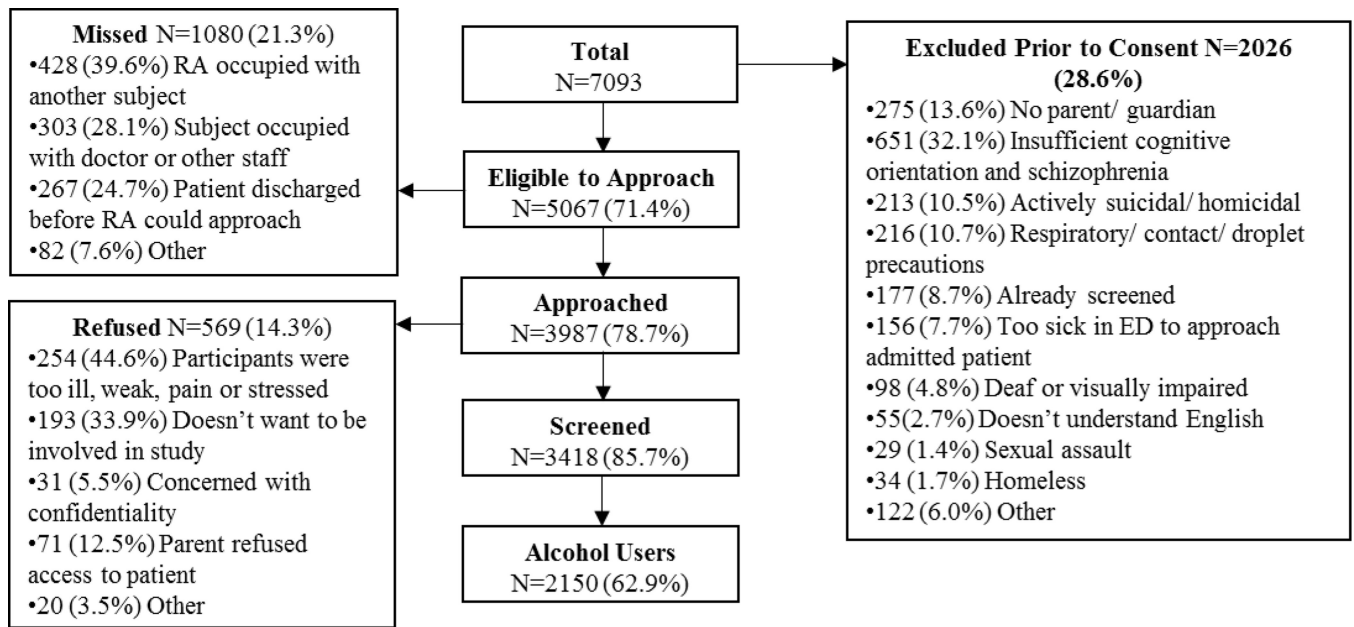 Missed N=1080 (21.3%)
•428 (39.6%) RA occupied with
another subject
•303 (28.1%) Subject occupied
with doctor or other staff
•267 (24.7%) Patient discharged
before RA could approach
•82 (7.6%) Other
Total
N=7093
Excluded Prior to Consent N=2026
(28.6%)
•275 (13.6%) No parent/ guardian
•651 (32.1%) Insufficient cognitive
orientation and schizophrenia
•213 (10.5%) Actively suicidal/ homicidal
•216 (10.7%) Respiratory/ contact/ droplet
precautions
•177 (8.7%) Already screened
•156 (7.7%) Too sick in ED to approach
admitted patient
•98 (4.8%) Deaf or visually impaired
•55(2.7%) Doesn’t understand English
•29 (1.4%) Sexual assault
•34 (1.7%) Homeless
•122 (6.0%) Other
Eligible to Approach
N=5067 (71.4%)
Approached
N=3987 (78.7%)
Refused N=569 (14.3%)
•254 (44.6%) Participants were
too ill, weak, pain or stressed
•193 (33.9%) Doesn’t want to be
involved in study
•31 (5.5%) Concerned with
confidentiality
•71 (12.5%) Parent refused
access to patient
•20 (3.5%) Other
Screened
N=3418 (85.7%)
Alcohol Users
N=2150 (62.9%)